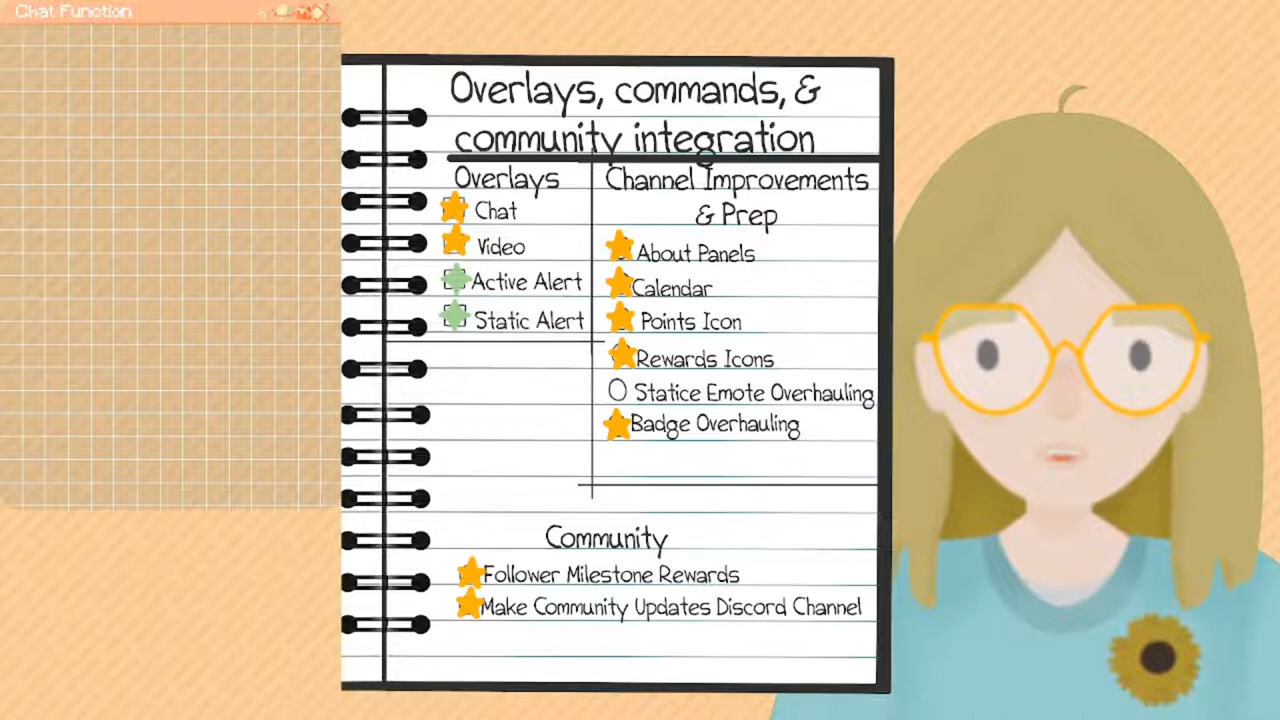 Chat Function
Overlays, commands, &
community integration
Overlays
Chat
Video
Active Alert
Static Alert
Channel Improvements
& Prep
About Panels
Calendar
Points Icon
Rewards Icons
Statice Emote Overhauling
Badge Overhauling
Community
Follower Milestone Rewards
Make Community Updates Discord Channel